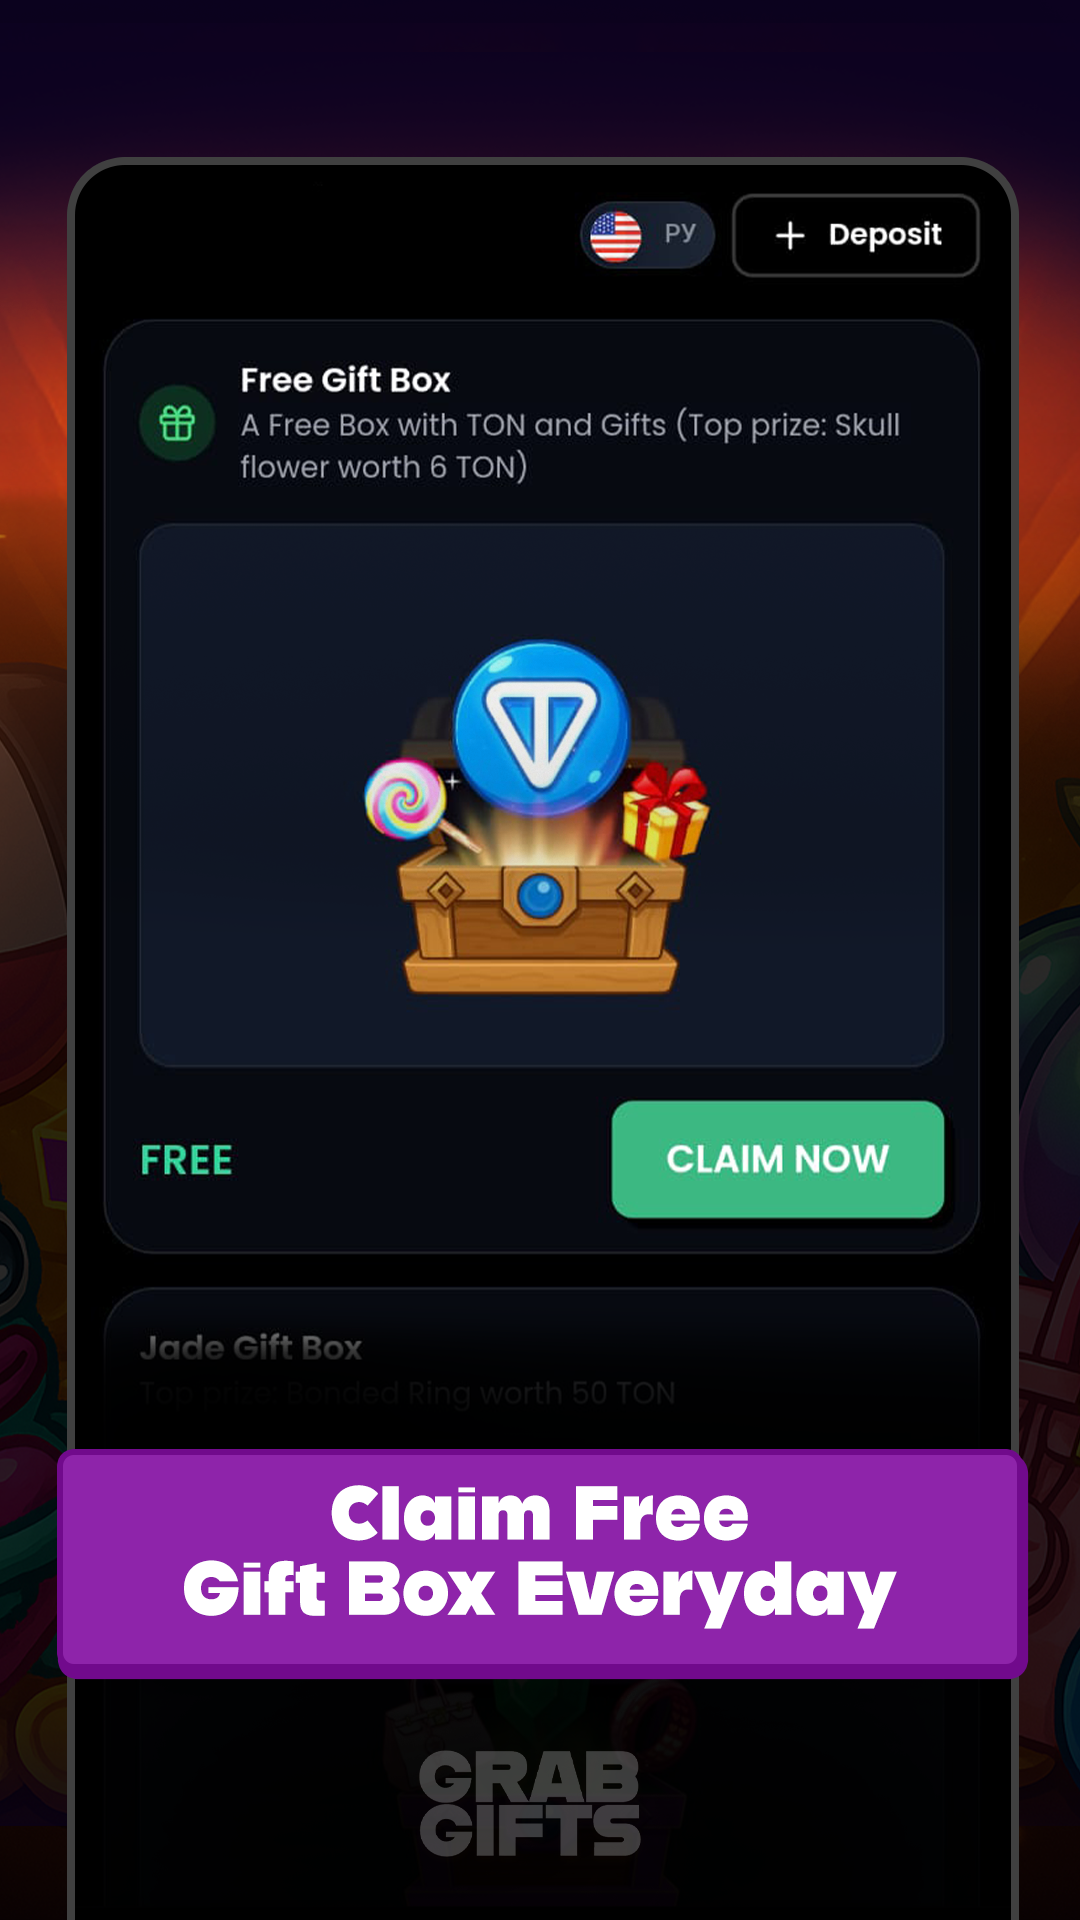 РУ
+ Deposit
Free Gift Box
A Free Box with TON and Gifts (Top prize: Skull
flower worth 6 TON)
FREE
CLAIM NOW
Jade Gift Box
Top prize: Bonded Ring worth 50 TON
Claim Free
Gift Box Everyday
GRAB
GIFTS